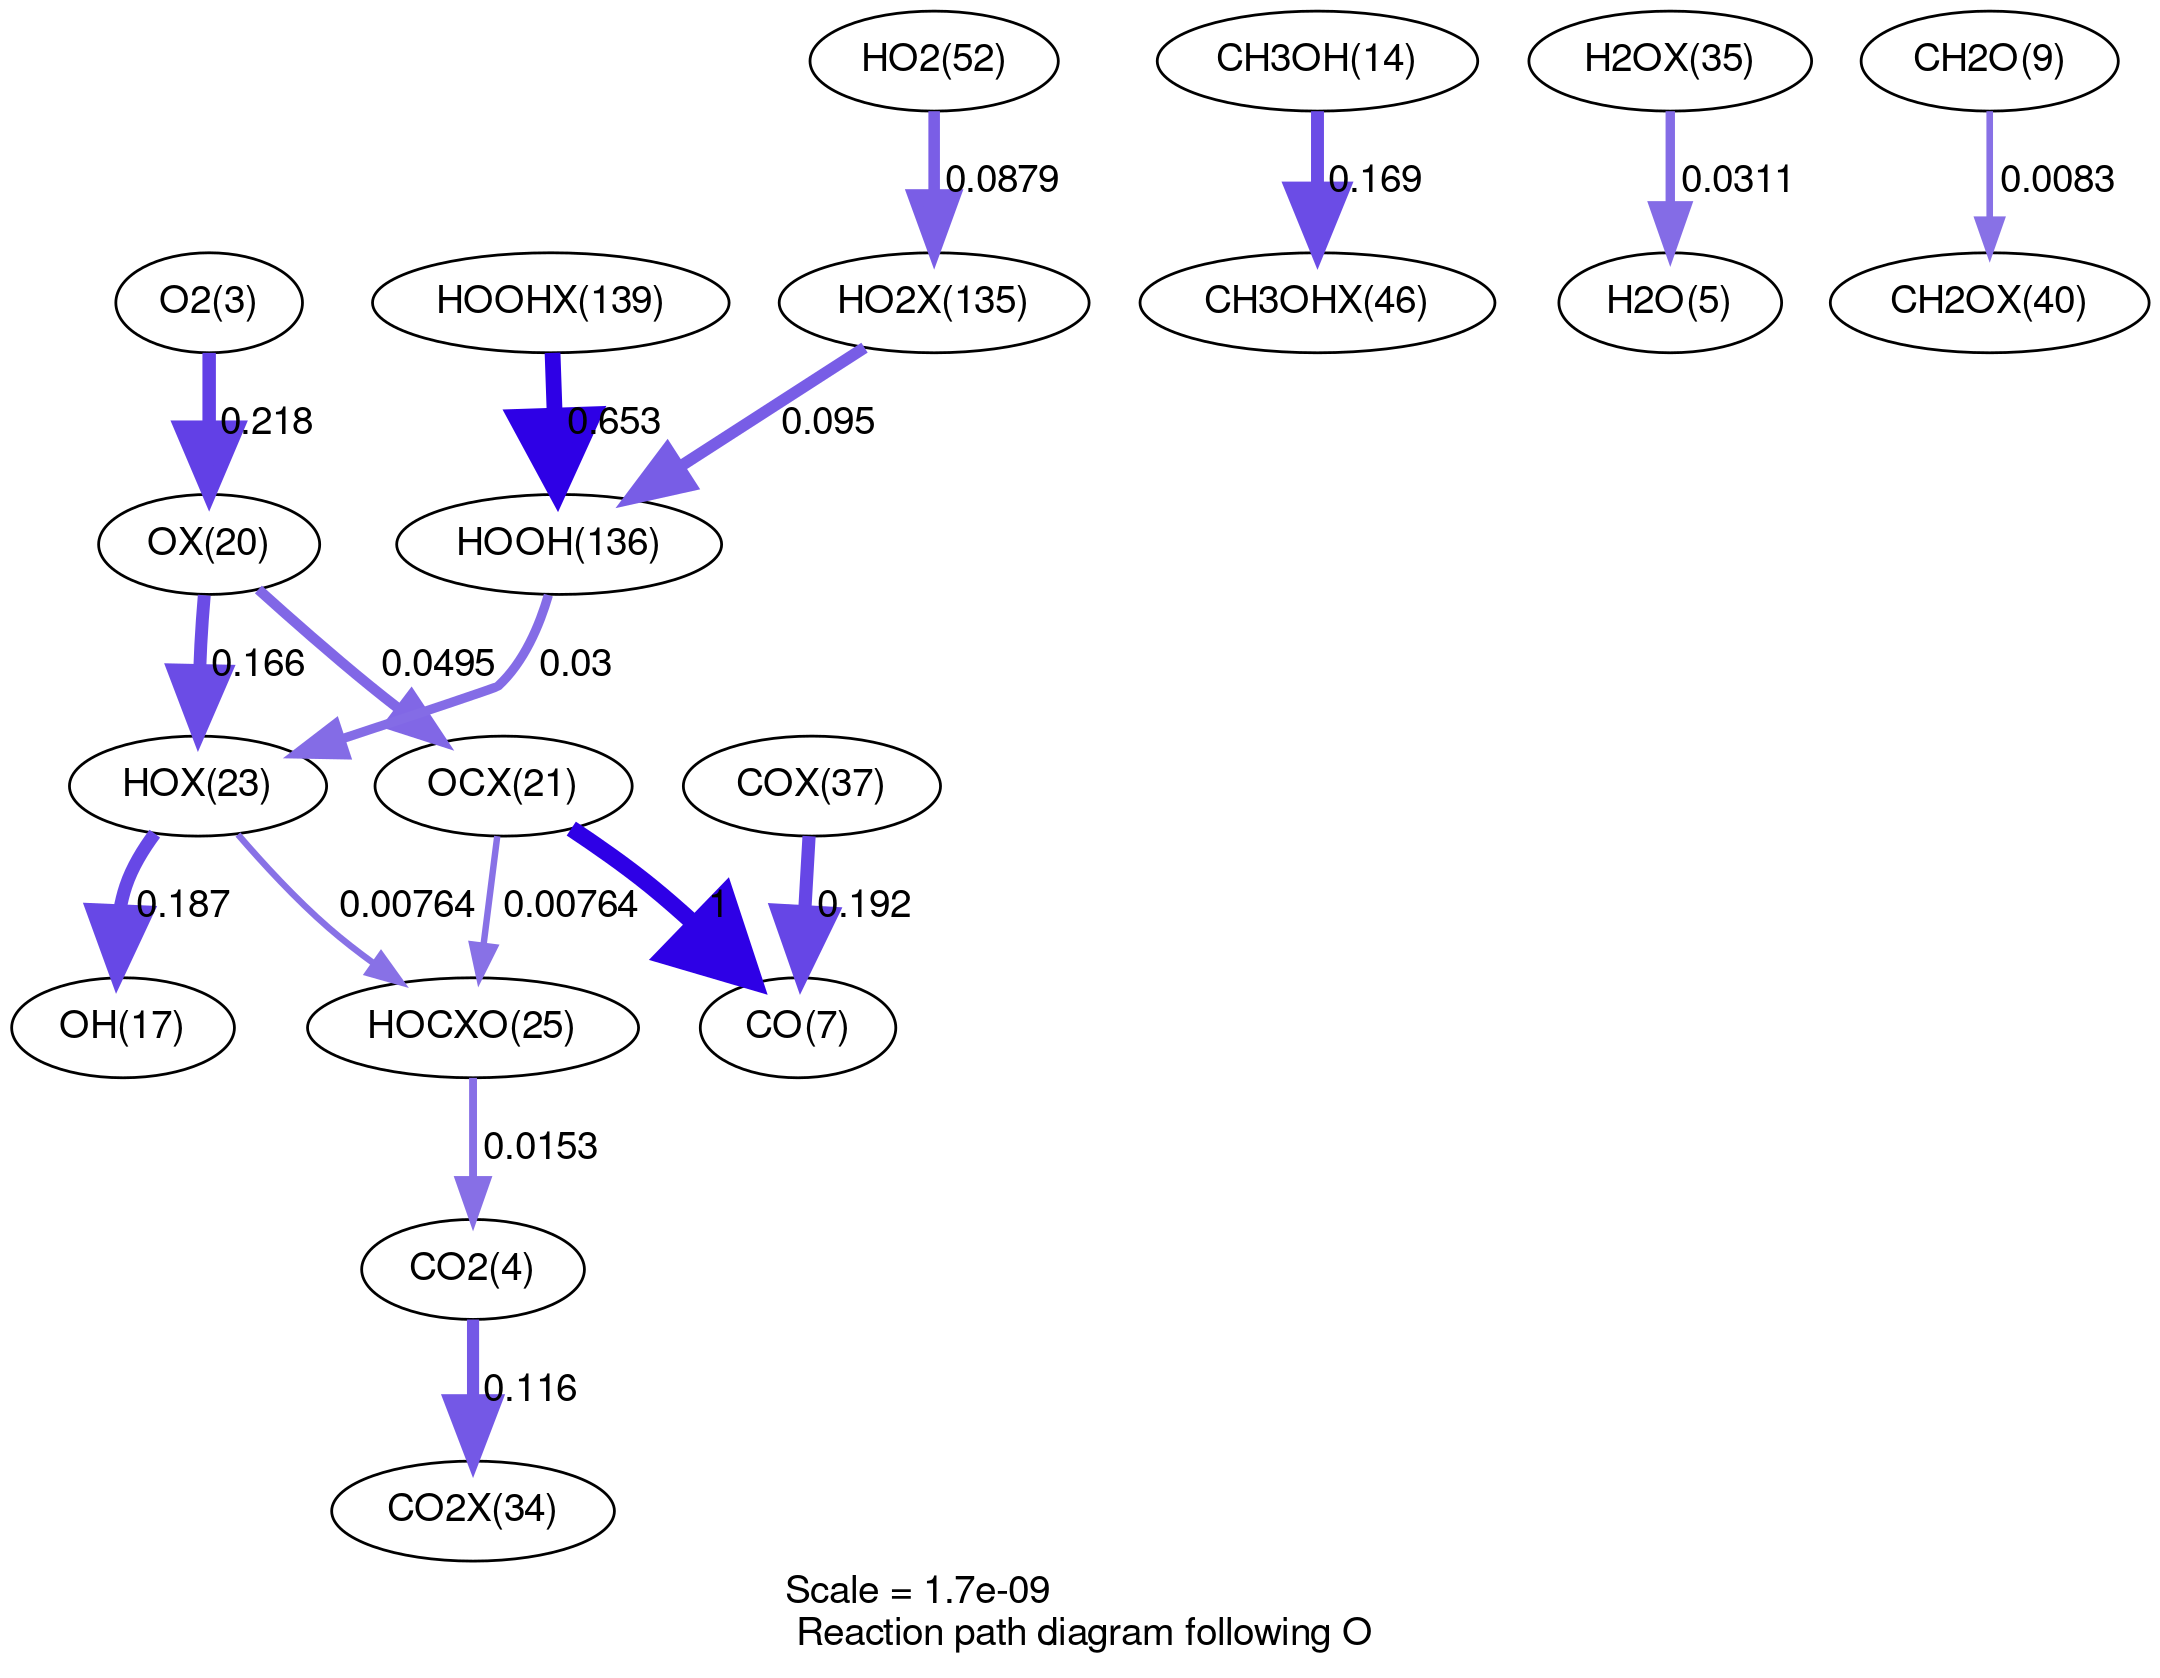 HO2(52)
CH3OH(14)
H2OX(35)
CH2O(9)
0.0879
0.169
0.0311
0.0083
O2(3)
HOOHX(139)
HO2X(135)
CH3OHX(46)
H2O(5)
CH2OX(40)
0.218
0.653
0.095
OX(20)
HOOH(136)
0.166
0.0495
0.03
HOX(23)
OCX(21)
COX(37)
0.187
0.00764
0.00764
1
0.192
OH(17)
HOCXO(25)
CO(7)
0.0153
CO2(4)
0.116
CO2X(34)
Scale = 1.7e-09
Reaction path diagram following O